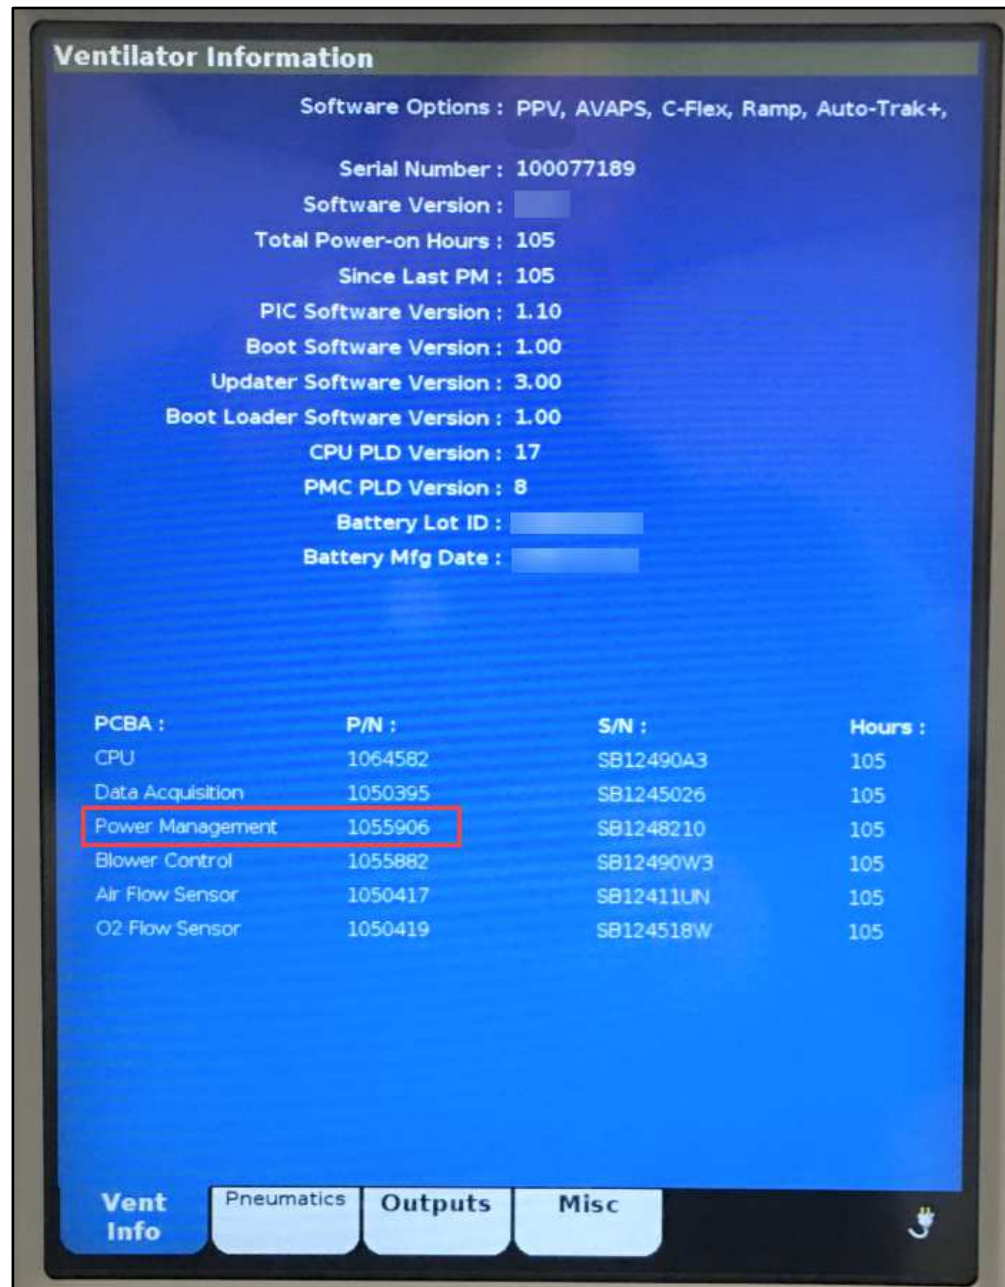 Ventilator Information
Software Options : PPV, AVAPS, C-Flex, Ramp, Auto-Trak+,
Serial Number : 100077189
Software Version :
Total Power-on Hours : 105
Since Last PM : 105
PIC Software Version : 1.10
Boot Software Version : 1.00
Updater Software Version : 3.00
Boot Loader Software Version : 1.00
CPU PLD Version : 17
PMC PLD Version : 8
Battery Lot ID :
Battery Mfg Date :
PCBA : P/N : S/N : Hours :
CPU 1064582 SB12490A3 105
Data Acquisition 1050395 SB1245026 105
Power Management 1055906 SB1248210 105
Blower Control 1055882 SB12490W3 105
Air Flow Sensor 1050417 SB12411UN 105
O2 Flow Sensor 1050419 SB124518W 105
Vent Info Pneumatics Outputs Misc